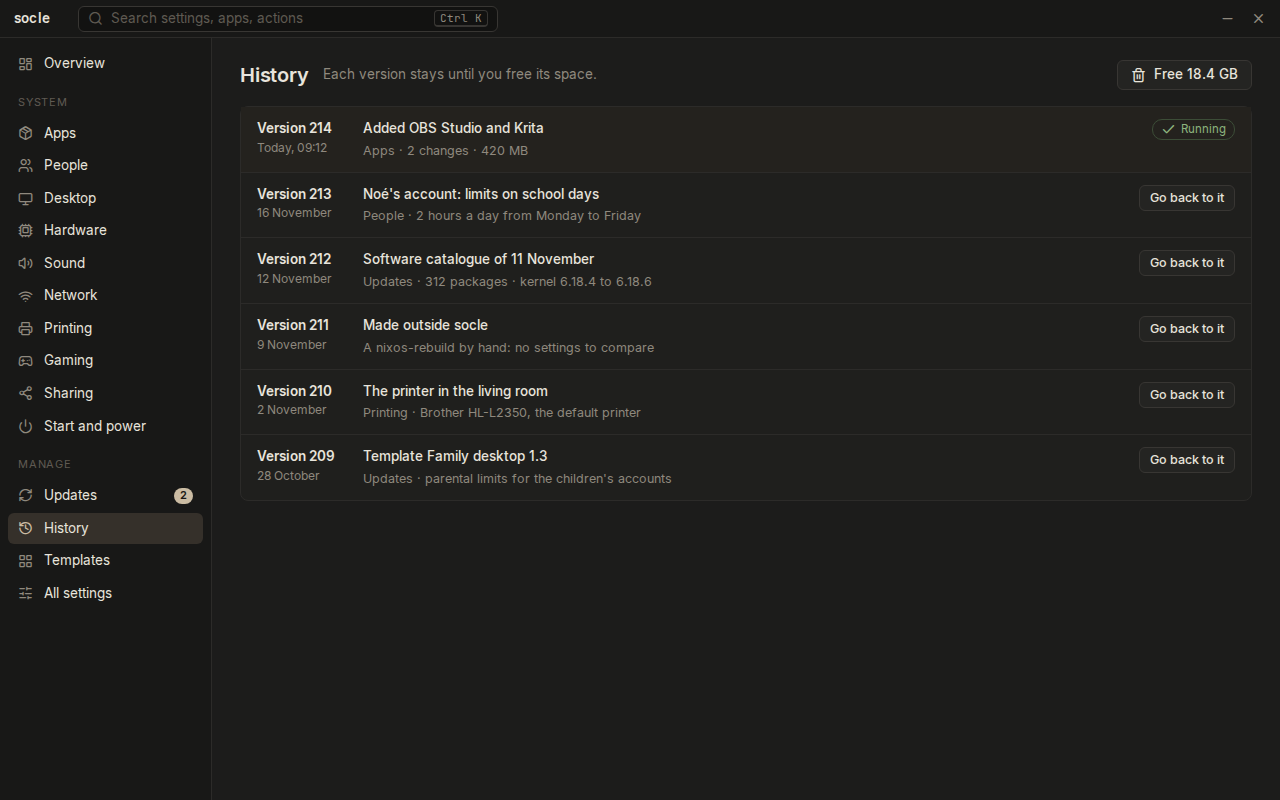 socle
Search settings, apps, actions
Ctrl K
Overview
SYSTEM
Apps
People
Desktop
Hardware
Sound
Network
Printing
Gaming
Sharing
Start and power
MANAGE
Updates
2
History
Templates
All settings
History
Each version stays until you free its space.
Free 18.4 GB
Version 214
Today, 09:12
Added OBS Studio and Krita
Apps · 2 changes · 420 MB
Running
Version 213
16 November
Noé's account: limits on school days
People · 2 hours a day from Monday to Friday
Go back to it
Version 212
12 November
Software catalogue of 11 November
Updates · 312 packages · kernel 6.18.4 to 6.18.6
Go back to it
Version 211
9 November
Made outside socle
A nixos-rebuild by hand: no settings to compare
Go back to it
Version 210
2 November
The printer in the living room
Printing · Brother HL-L2350, the default printer
Go back to it
Version 209
28 October
Template Family desktop 1.3
Updates · parental limits for the children's accounts
Go back to it